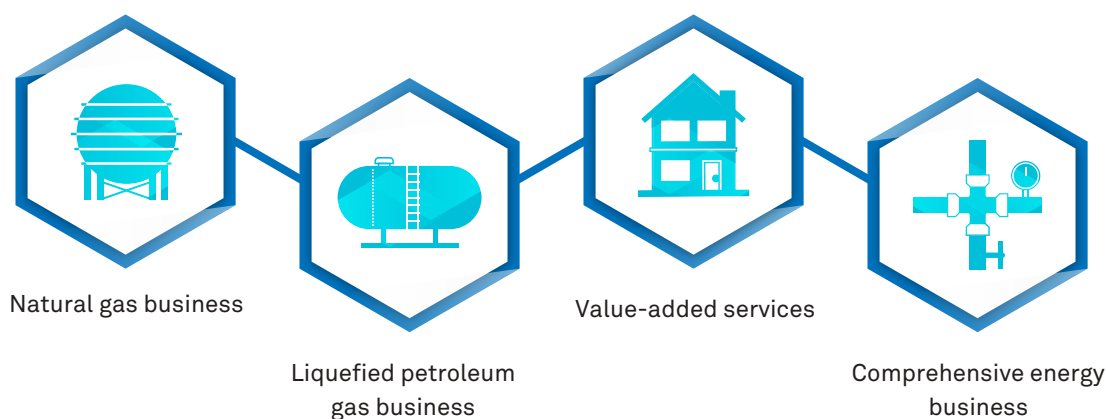 Natural gas business
Liquefied petroleum
gas business
Value-added services
Comprehensive energy
business